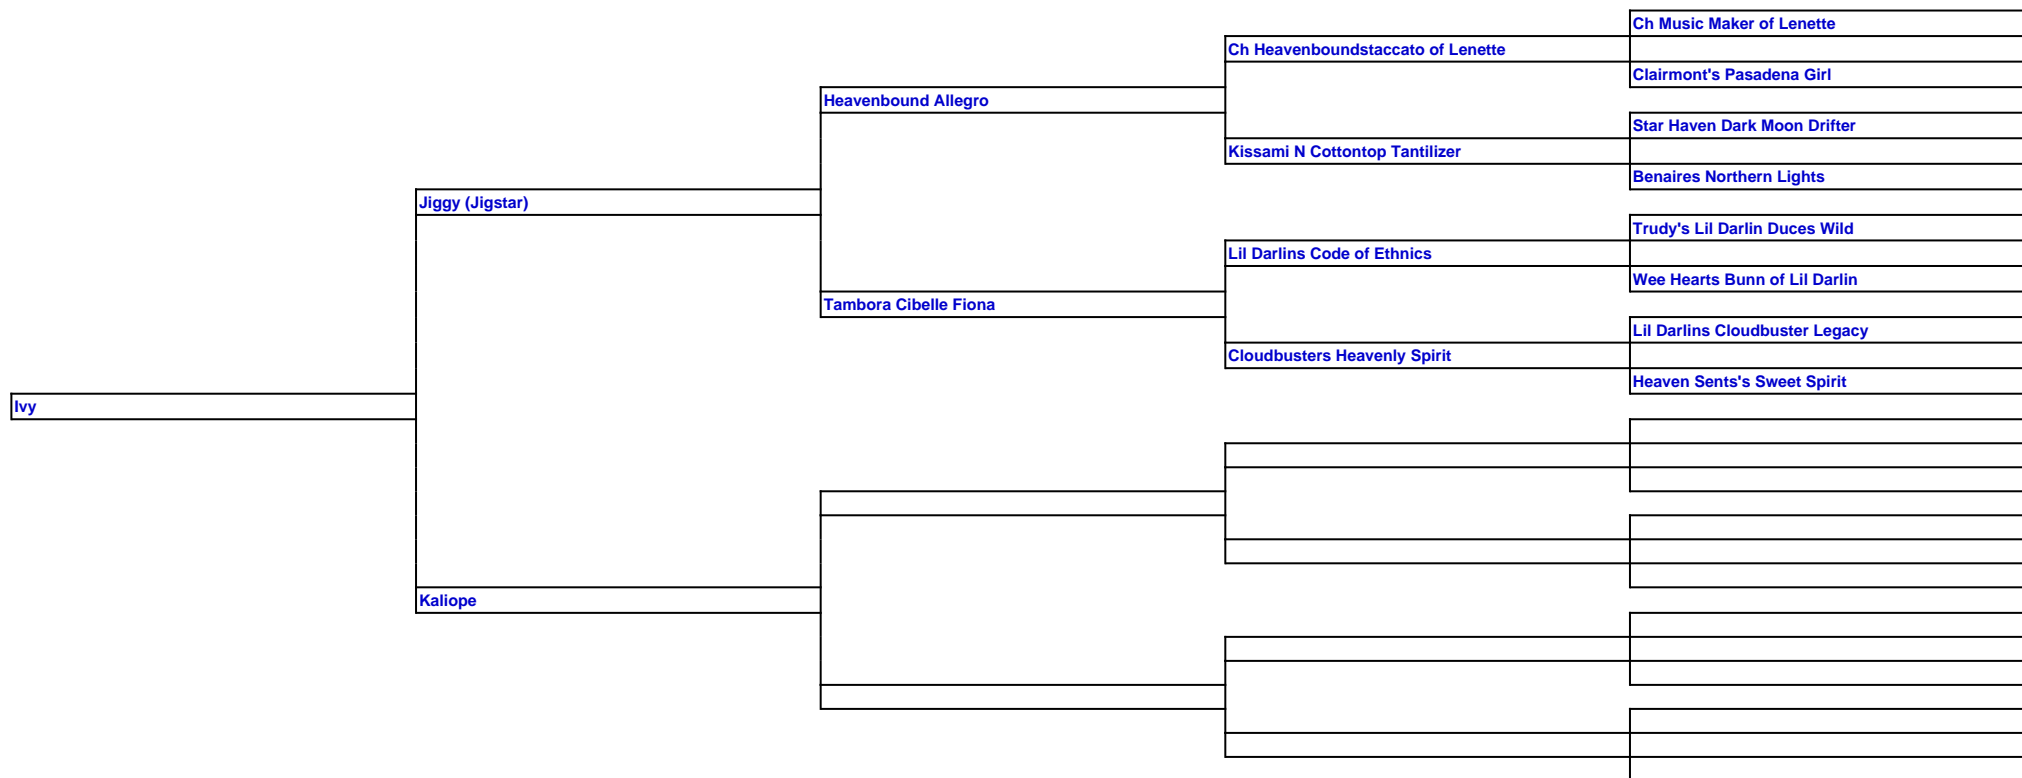 Ch Music Maker of Lenette
Ch Heavenboundstaccato of Lenette
Clairmont's Pasadena Girl
Heavenbound Allegro
Star Haven Dark Moon Drifter
Kissami N Cottontop Tantilizer
Benaires Northern Lights
Jiggy (Jigstar)
Trudy's Lil Darlin Duces Wild
Lil Darlins Code of Ethnics
Wee Hearts Bunn of Lil Darlin
Tambora Cibelle Fiona
Lil Darlins Cloudbuster Legacy
Cloudbusters Heavenly Spirit
Heaven Sents's Sweet Spirit
Ivy
Kaliope